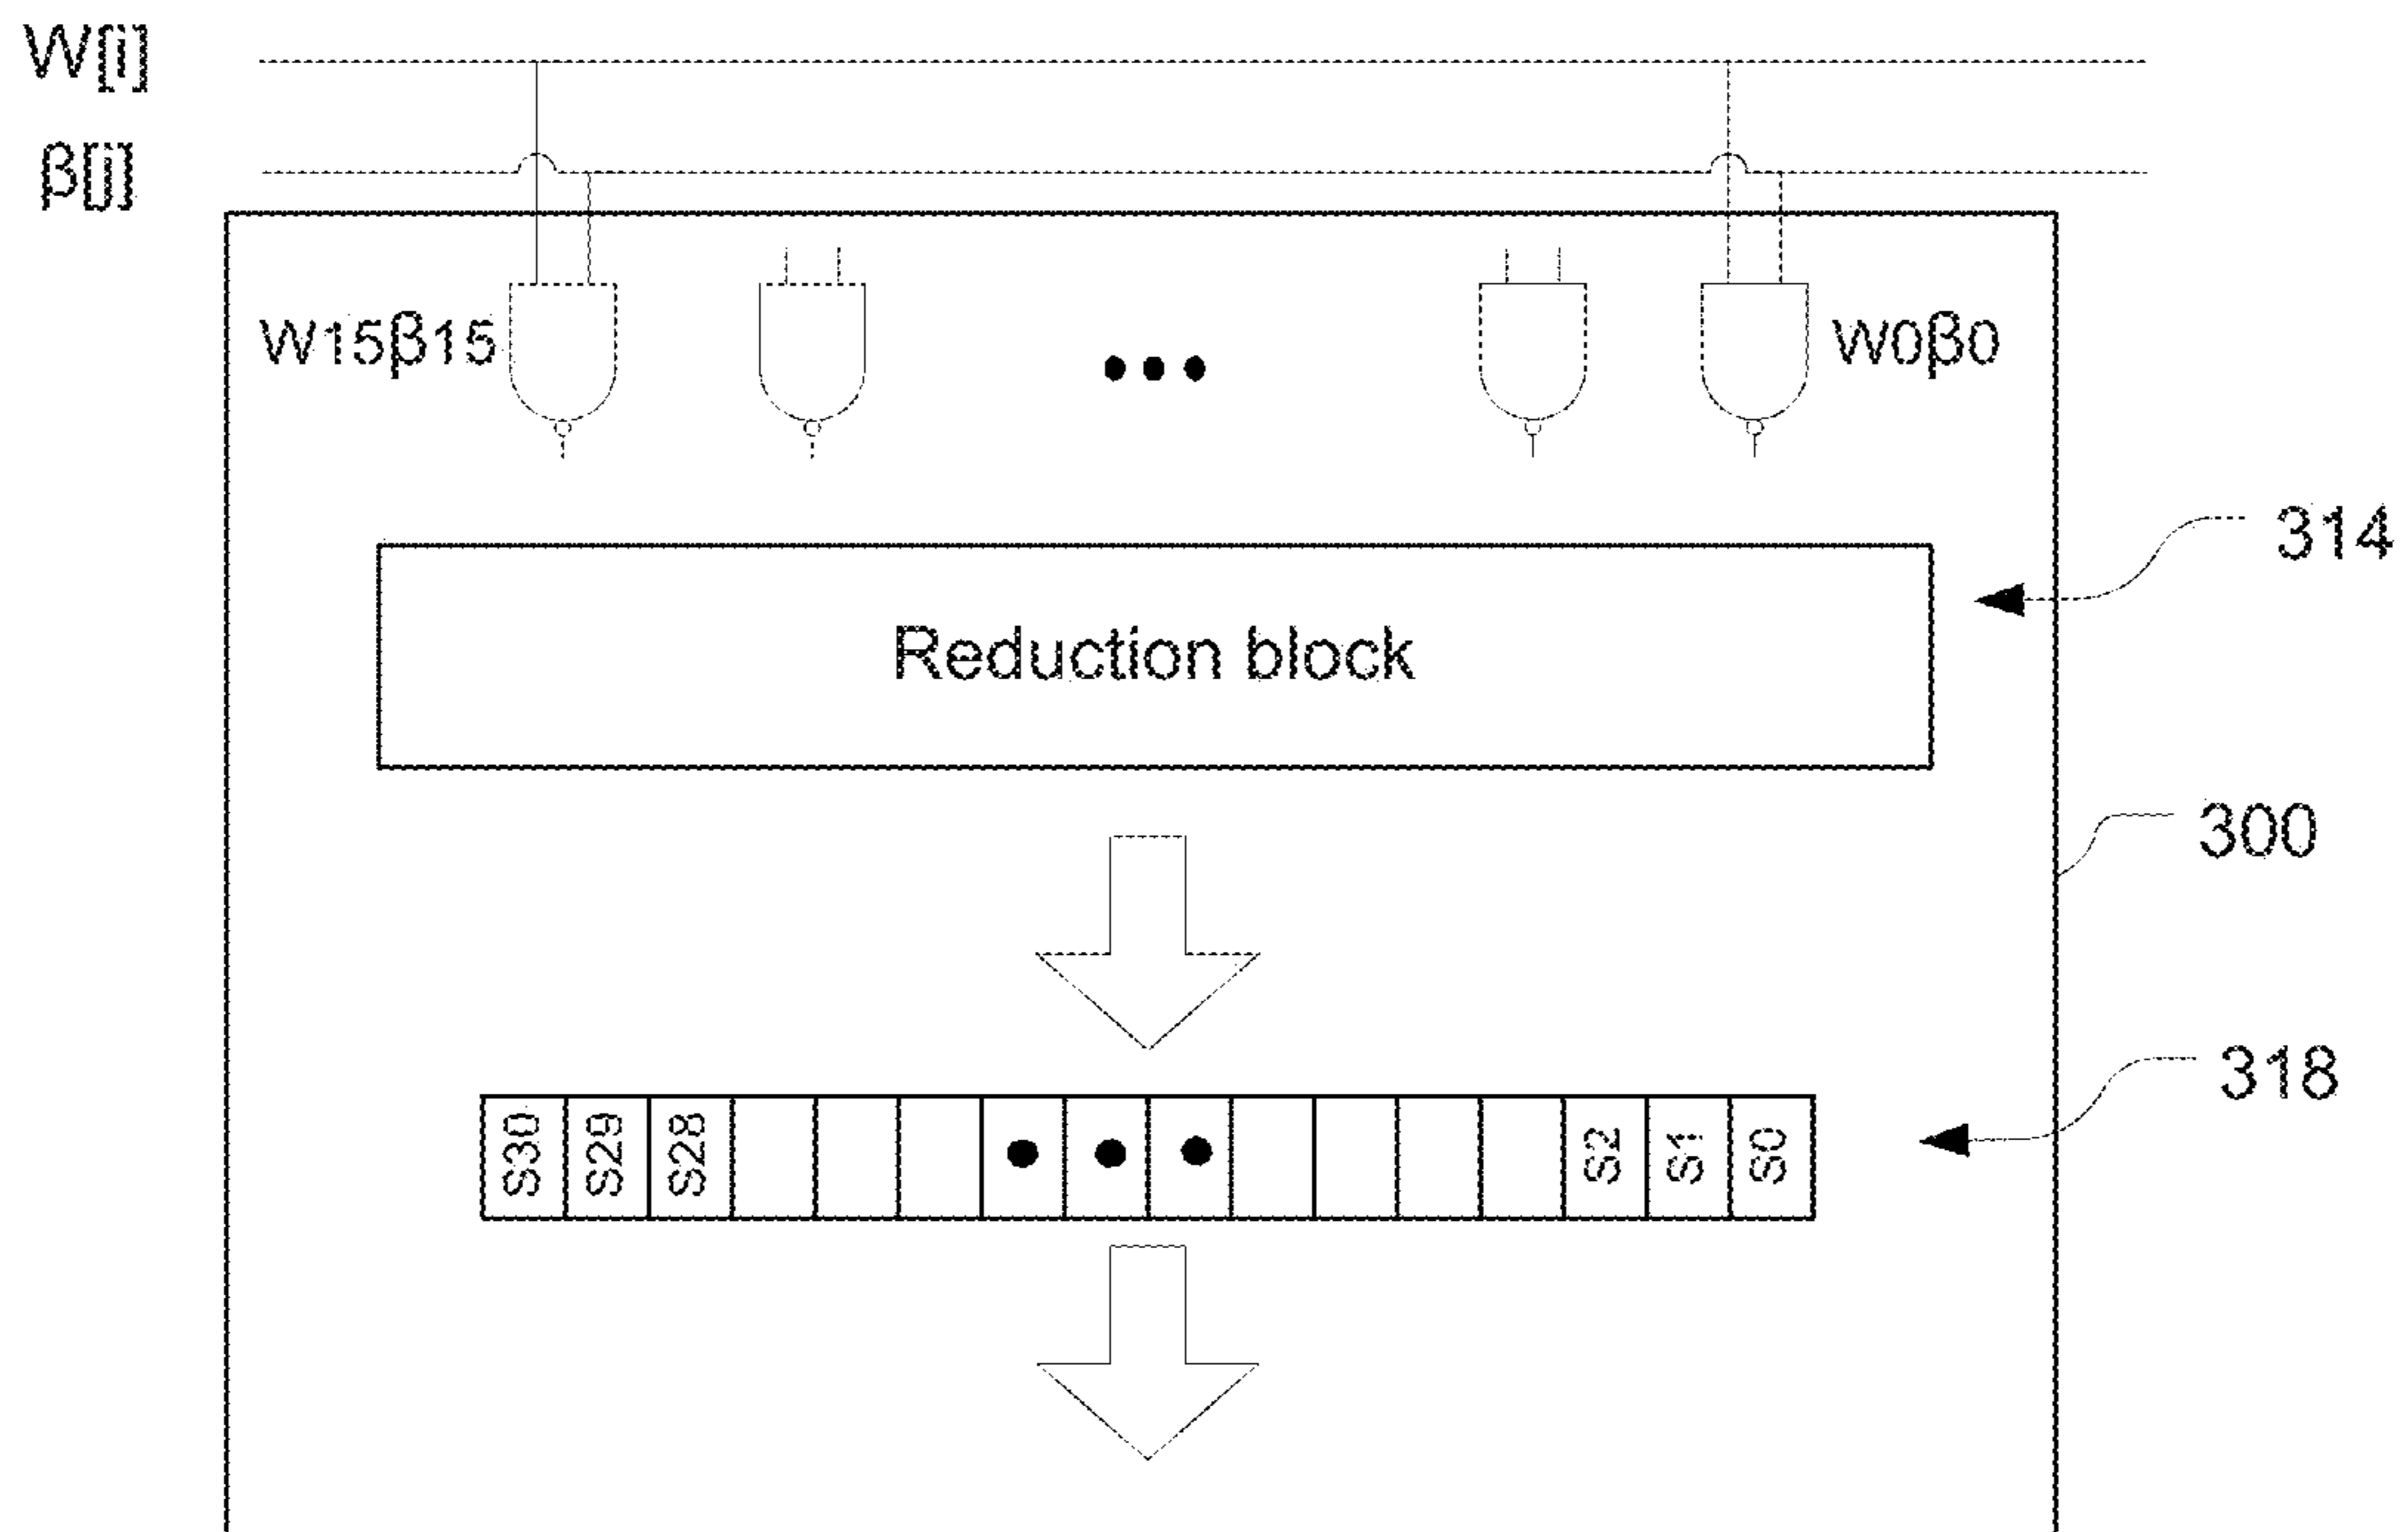 W[i]
β[j]
W15β15
W0β0
314
Reduction block
300
318
S30 S29 S28 S2 S1 S0